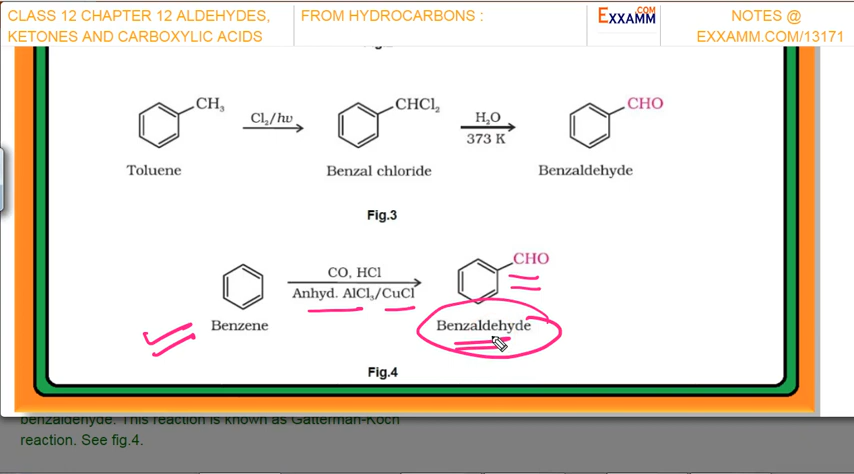 CLASS 12 CHAPTER 12 ALDEHYDES,
KETONES AND CARBOXYLIC ACIDS
FROM HYDROCARBONS :
EXXAMM
.COM
NOTES @
EXXAMM.COM/13171
CH₃
Cl₂/hυ
CHCl₂
H₂O
373 K
CHO
Toluene
Benzal chloride
Benzaldehyde
Fig.3
CO, HCl
Anhyd. AlCl₃/CuCl
CHO
Benzene
Benzaldehyde
Fig.4
benzaldehyde. This reaction is known as Gatterman-Koch
reaction. See fig.4.